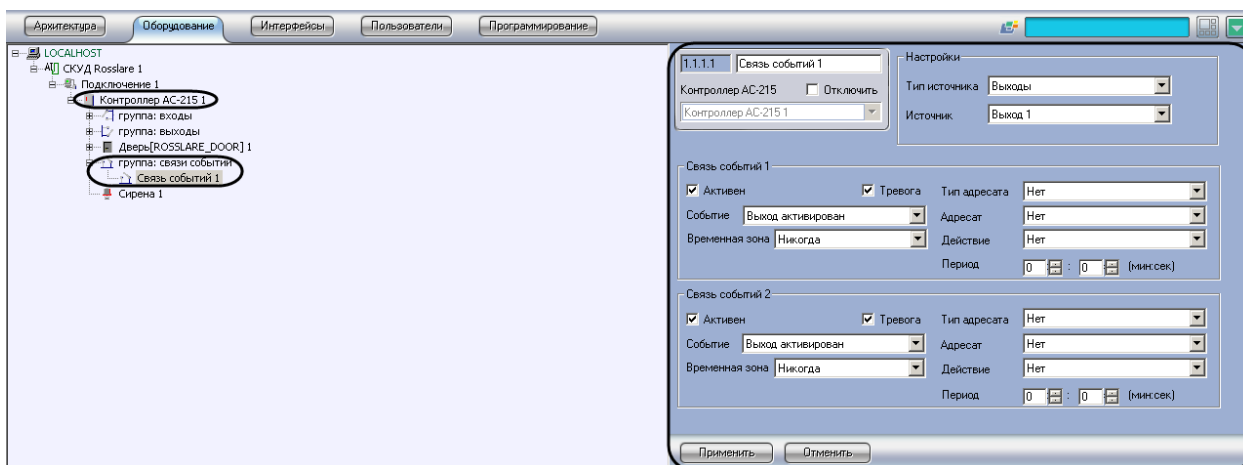 Архитектура Оборудование Интерфейсы Пользователи Программирование
LOCALHOST
СКУД Rosslare 1
Подключение 1
Контроллер AC-215 1
группа: входы
группа: выходы
Дверь[ROSSLARE_DOOR] 1
группа: связи событий
Связь событий 1
Сирена 1
1.1.1.1 Связь событий 1
Контроллер AC-215 Отключить
Контроллер AC-215 1
Настройки
Тип источника Выходы
Источник Выход 1
Связь событий 1
Активен Тревога Тип адресата Нет
Событие Выход активирован Адресат Нет
Временная зона Никогда Действие Нет
Период 0 : 0 (мин:сек)
Связь событий 2
Активен Тревога Тип адресата Нет
Событие Выход активирован Адресат Нет
Временная зона Никогда Действие Нет
Период 0 : 0 (мин:сек)
Применить Отменить